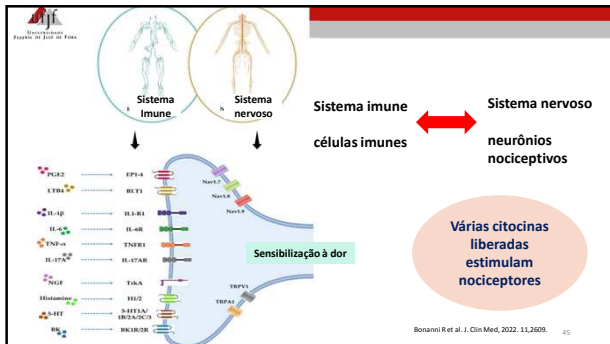 ufjf
UNIVERSIDADE
FEDERAL DE JUIZ DE FORA
Sistema
Imune
Sistema
nervoso
Sistema imune
células imunes
Sistema nervoso
neurônios
nociceptivos
PGE2 EP1-4
LTB4 BLT1
IL-1β IL1-R1
IL-6 IL-6R
TNF-α TNFR1
IL-17A IL-17AR
NGF TrkA
Histamine H1/2
5-HT 5-HT1A/
1B/2A/2C/3
BK BK1R/2R
Nav1.7
Nav1.8
Nav1.9
Sensibilização à dor
TRPV1
TRPA1
Várias citocinas
liberadas
estimulam
nociceptores
Bonanni R et al. J. Clin Med, 2022. 11,2609.
45